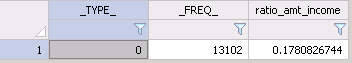 _TYPE_ _FREQ_ ratio_amt_income
1 0 13102 0.1780826744